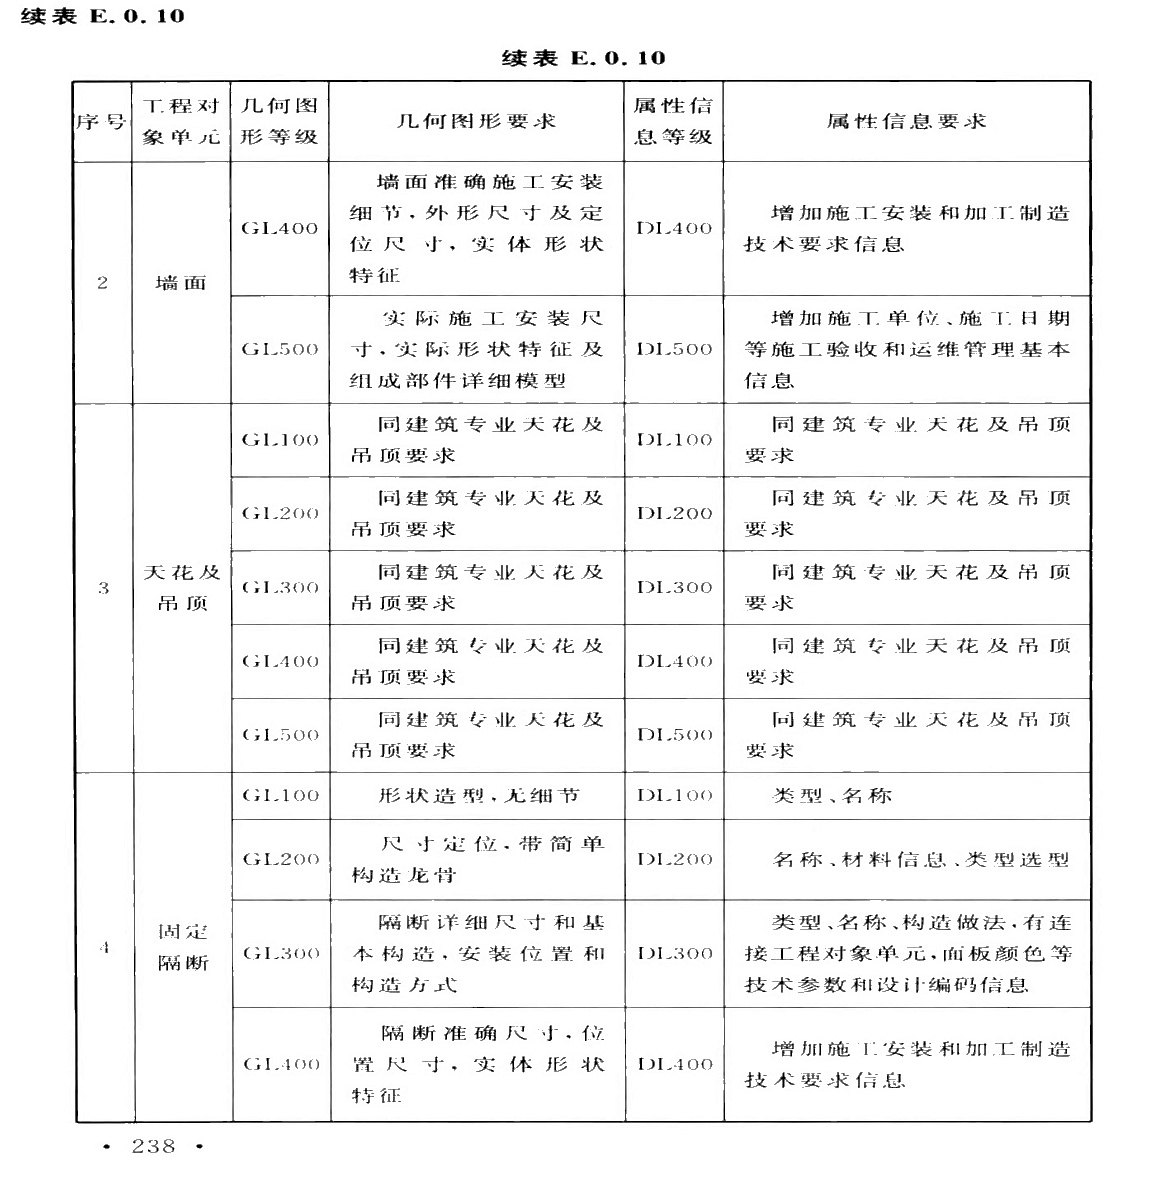 续表 E.0.10
续表 E.0.10
序号
工程对
象单元
几何图
形等级
几何图形要求
属性信
息等级
属性信息要求
2
墙面
GL400
墙面准确施工安装
细节,外形尺寸及定
位尺寸,实体形状
特征
DL400
增加施工安装和加工制造
技术要求信息
GL500
实际施工安装尺
寸,实际形状特征及
组成部件详细模型
DL500
增加施工单位、施工日期
等施工验收和运维管理基本
信息
3
天花及
吊顶
GL100
同建筑专业天花及
吊顶要求
DL100
同建筑专业天花及吊顶
要求
GL200
同建筑专业天花及
吊顶要求
DL200
同建筑专业天花及吊顶
要求
GL300
同建筑专业天花及
吊顶要求
DL300
同建筑专业天花及吊顶
要求
GL400
同建筑专业天花及
吊顶要求
DL400
同建筑专业天花及吊顶
要求
GL500
同建筑专业天花及
吊顶要求
DL500
同建筑专业天花及吊顶
要求
4
固定
隔断
GL100
形状造型,无细节
DL100
类型、名称
GL200
尺寸定位,带简单
构造龙骨
DL200
名称、材料信息、类型选型
GL300
隔断详细尺寸和基
本构造,安装位置和
构造方式
DL300
类型、名称、构造做法,有连
接工程对象单元,面板颜色等
技术参数和设计编码信息
GL400
隔断准确尺寸,位
置尺寸,实体形状
特征
DL400
增加施工安装和加工制造
技术要求信息
· 238 ·